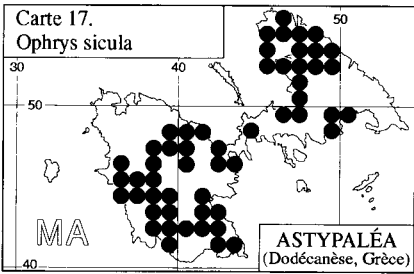 Carte 17.
Ophrys sicula
30
40
50
50
MA
ASTYPALÉA
(Dodécanèse, Grèce)
40